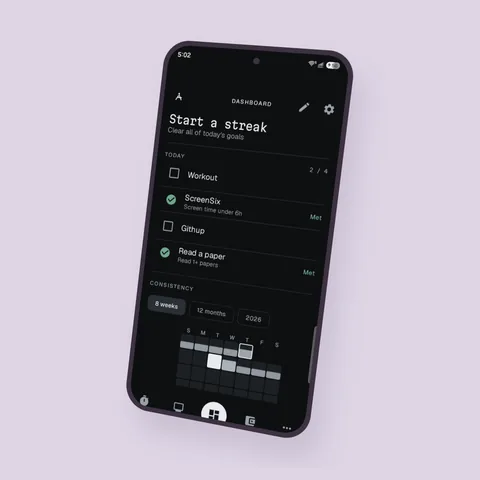 5:02
DASHBOARD
Start a streak
Clear all of today's goals
TODAY
2 / 4
Workout
ScreenSix
Screen time under 6h
Met
Githup
Read a paper
Read 1+ papers
Met
CONSISTENCY
8 weeks
12 months
2026
S M T W T F S